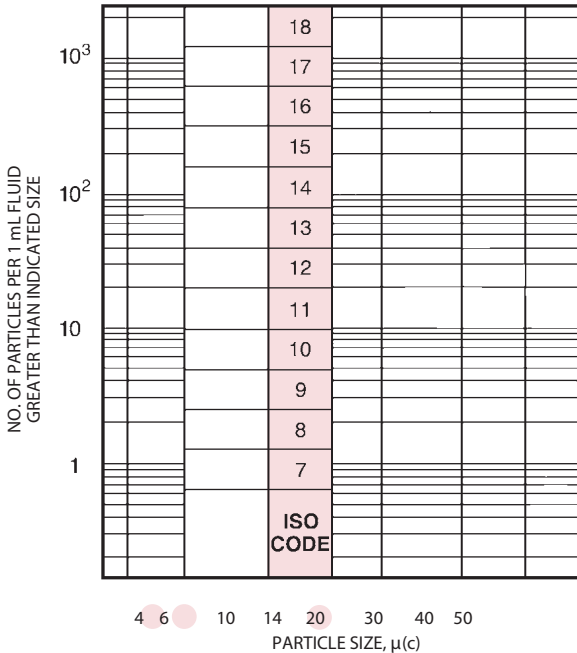 NO. OF PARTICLES PER 1 mL FLUID
GREATER THAN INDICATED SIZE
10³
10²
10
1
18
17
16
15
14
13
12
11
10
9
8
7
ISO
CODE
4 6 10 14 20 30 40 50
PARTICLE SIZE, µ(c)